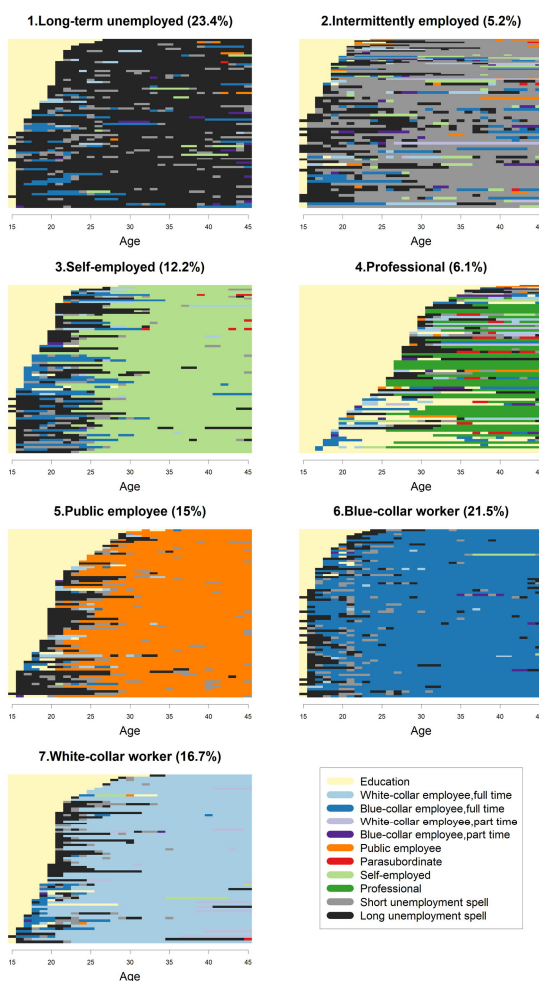 1.Long-term unemployed (23.4%)
2.Intermittently employed (5.2%)
15 20 25 30 35 40 45
15 20 25 30 35 40 45
Age
Age
3.Self-employed (12.2%)
4.Professional (6.1%)
15 20 25 30 35 40 45
15 20 25 30 35 40 45
Age
Age
5.Public employee (15%)
6.Blue-collar worker (21.5%)
15 20 25 30 35 40 45
15 20 25 30 35 40 45
Age
Age
7.White-collar worker (16.7%)
15 20 25 30 35 40 45
Age
Education
White-collar employee,full time
Blue-collar employee,full time
White-collar employee,part time
Blue-collar employee,part time
Public employee
Parasubordinate
Self-employed
Professional
Short unemployment spell
Long unemployment spell